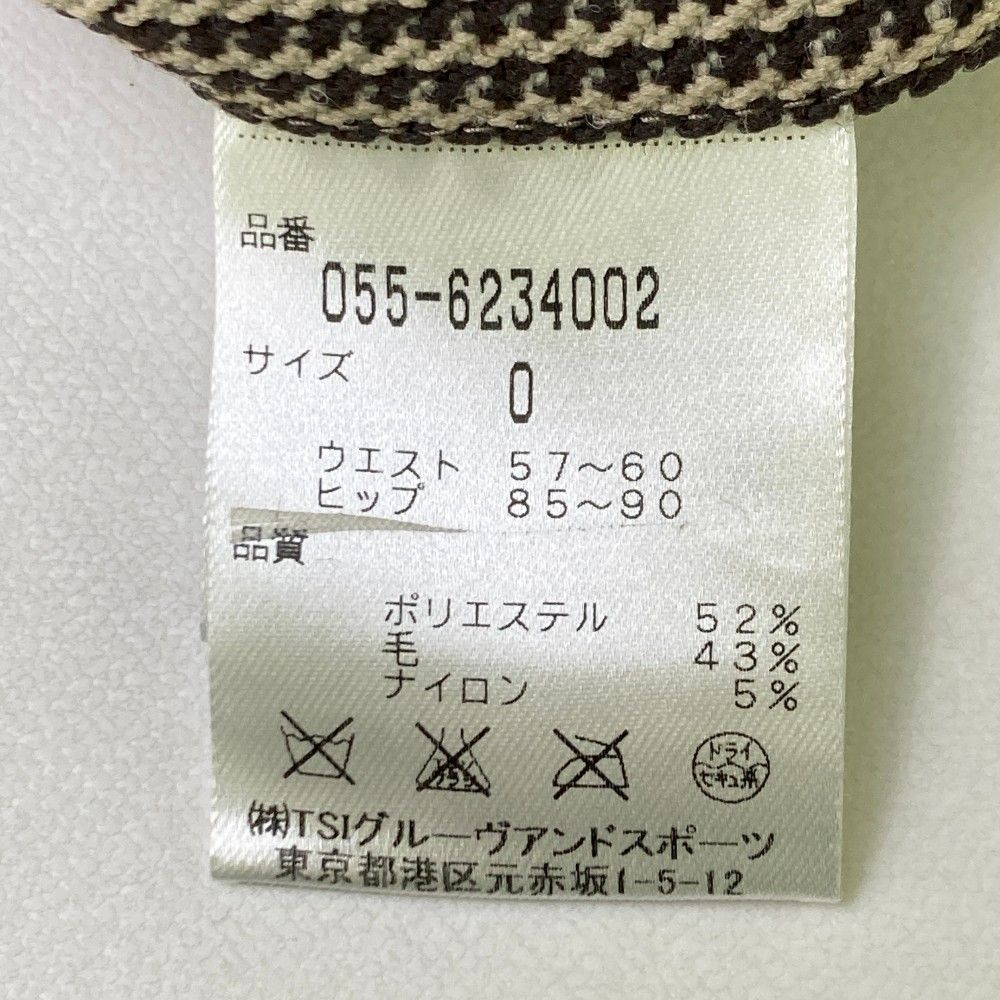 品番
055-6234002
サイズ
0
ウエスト 57～60
ヒップ 85～90
品質
ポリエステル 52%
毛 43%
ナイロン 5%
ドライ
セキユ系
㈱TSIグルーヴアンドスポーツ
東京都港区元赤坂1-5-12